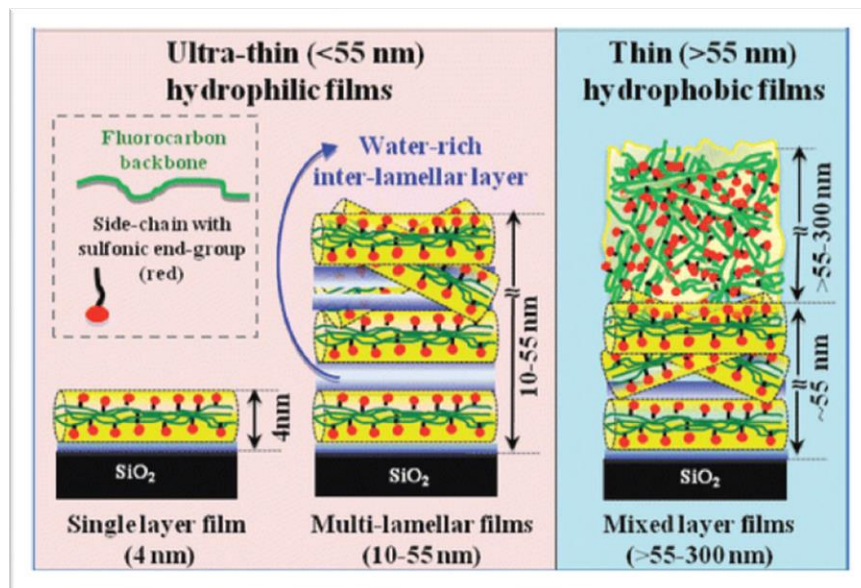 Ultra-thin (<55 nm)
hydrophilic films
Thin (>55 nm)
hydrophobic films
Fluorocarbon
backbone
Side-chain with
sulfonic end-group
(red)
Water-rich
inter-lamellar layer
4nm
10-55 nm
>55-300 nm
~55 nm
SiO₂
SiO₂
SiO₂
Single layer film
(4 nm)
Multi-lamellar films
(10-55 nm)
Mixed layer films
(>55-300 nm)